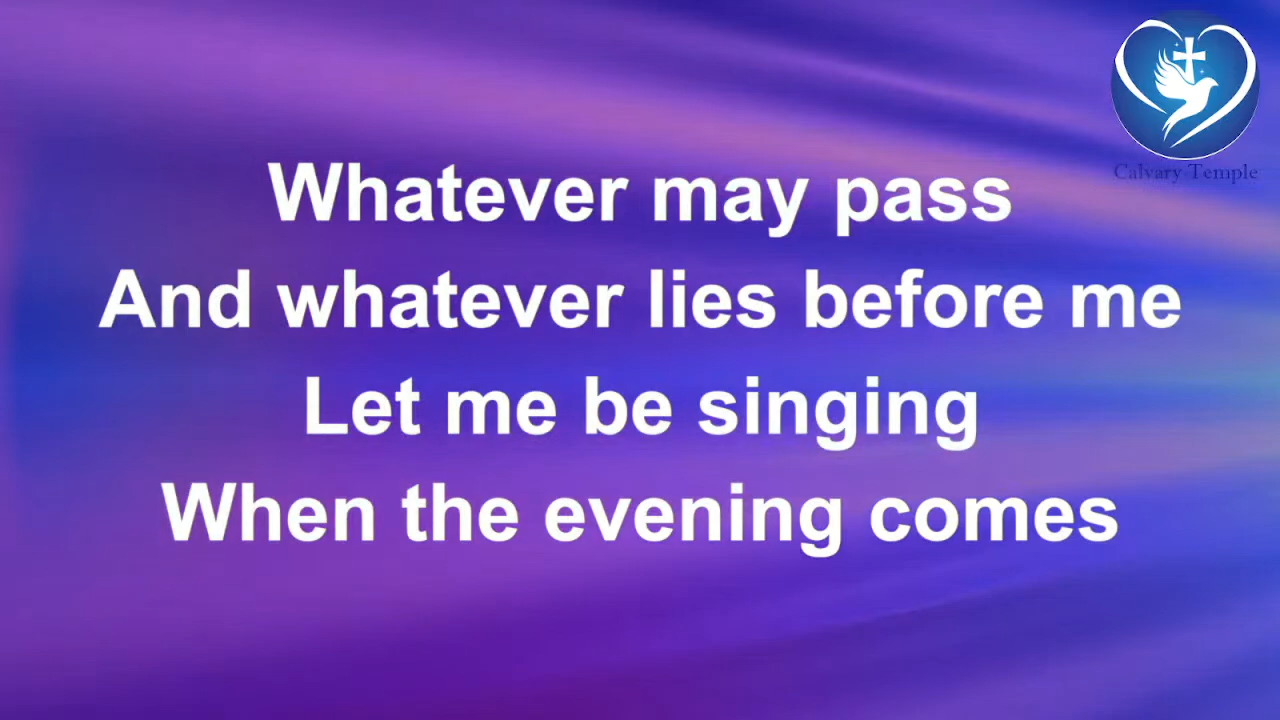 Calvary Temple
Whatever may pass
And whatever lies before me
Let me be singing
When the evening comes